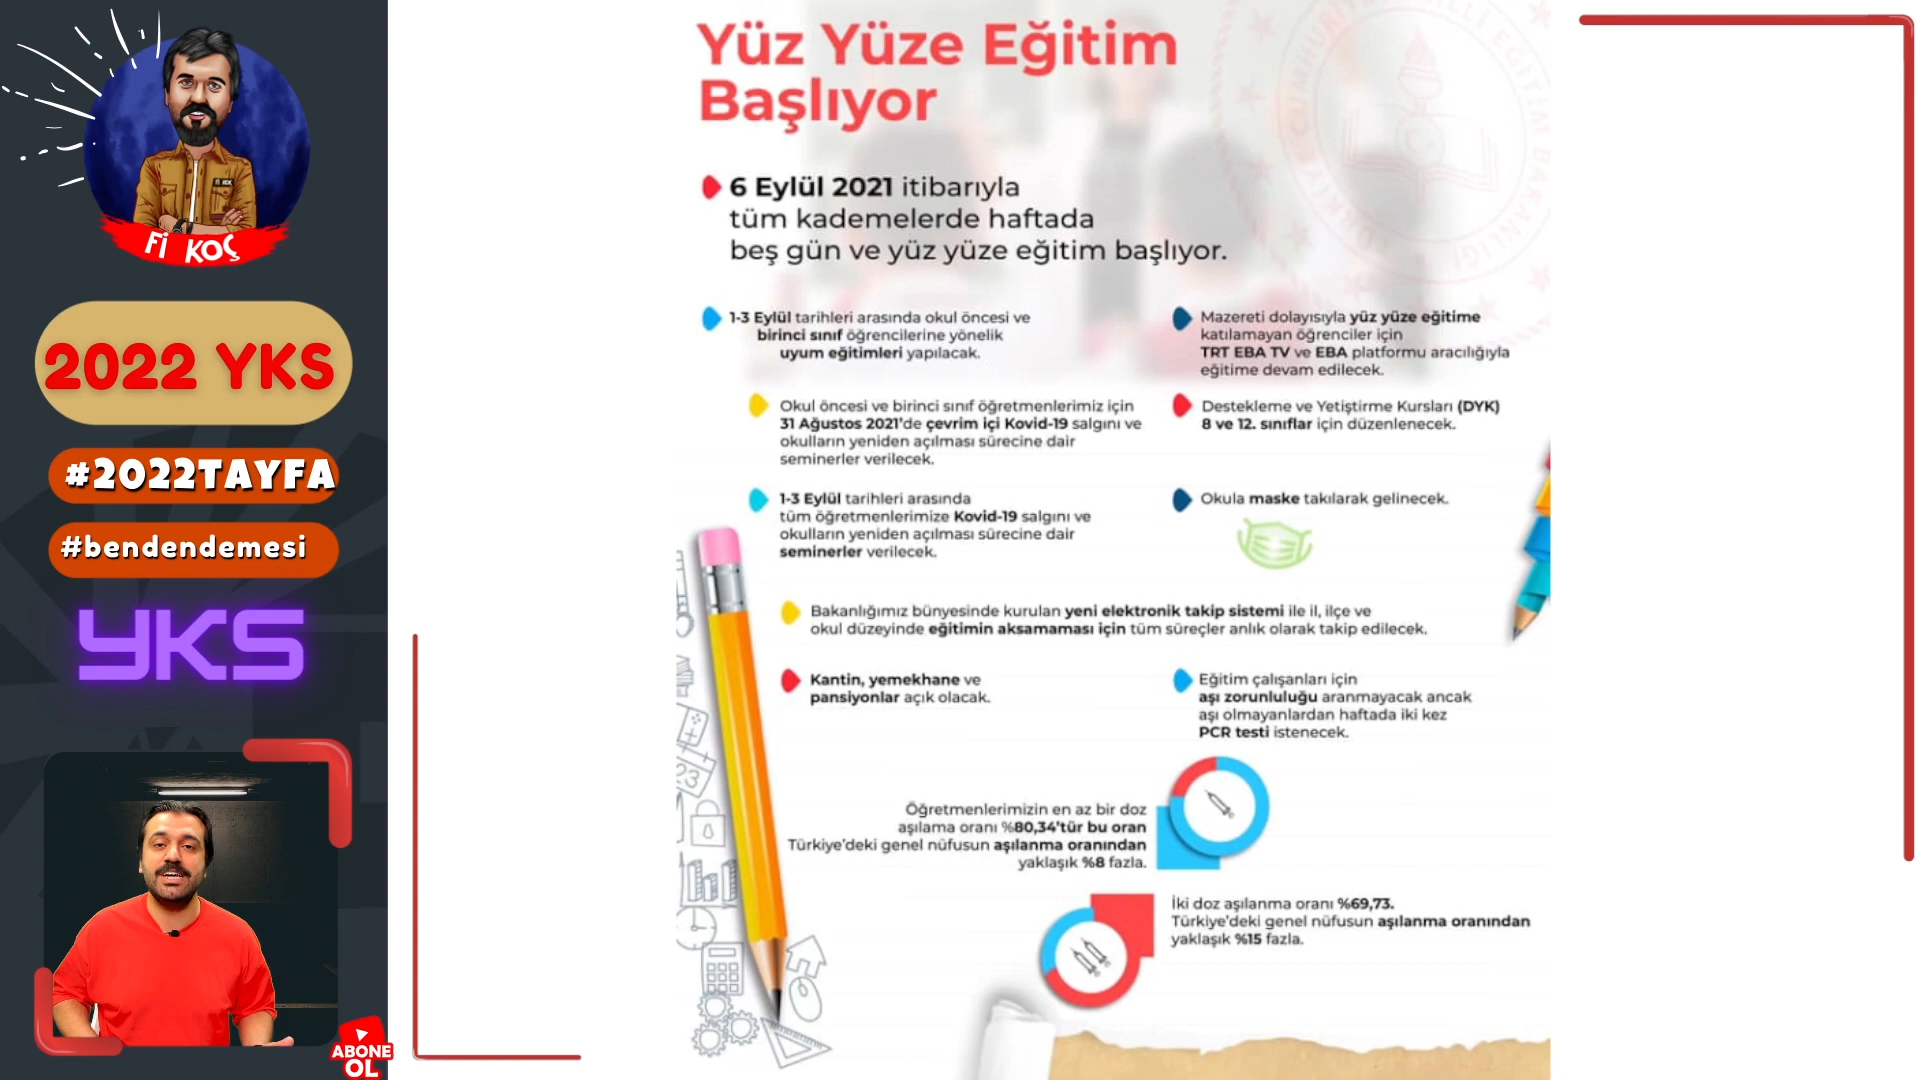 Fi KOÇ
2022 YKS
#2022TAYFA
#bendendemesi
YKS
ABONE
OL
Yüz Yüze Eğitim
Başlıyor
6 Eylül 2021 itibarıyla
tüm kademelerde haftada
beş gün ve yüz yüze eğitim başlıyor.
1-3 Eylül tarihleri arasında okul öncesi ve
birinci sınıf öğrencilerine yönelik
uyum eğitimleri yapılacak.
Okul öncesi ve birinci sınıf öğretmenlerimiz için
31 Ağustos 2021'de çevrim içi Kovid-19 salgını ve
okulların yeniden açılması sürecine dair
seminerler verilecek.
1-3 Eylül tarihleri arasında
tüm öğretmenlerimize Kovid-19 salgını ve
okulların yeniden açılması sürecine dair
seminerler verilecek.
Mazereti dolayısıyla yüz yüze eğitime
katılamayan öğrenciler için
TRT EBA TV ve EBA platformu aracılığıyla
eğitime devam edilecek.
Destekleme ve Yetiştirme Kursları (DYK)
8 ve 12. sınıflar için düzenlenecek.
Okula maske takılarak gelinecek.
Bakanlığımız bünyesinde kurulan yeni elektronik takip sistemi ile il, ilçe ve
okul düzeyinde eğitimin aksamaması için tüm süreçler anlık olarak takip edilecek.
Kantin, yemekhane ve
pansiyonlar açık olacak.
Eğitim çalışanları için
aşı zorunluluğu aranmayacak ancak
aşı olmayanlardan haftada iki kez
PCR testi istenecek.
Öğretmenlerimizin en az bir doz
aşılama oranı %80,34'tür bu oran
Türkiye'deki genel nüfusun aşılanma oranından
yaklaşık %8 fazla.
İki doz aşılanma oranı %69,73.
Türkiye'deki genel nüfusun aşılanma oranından
yaklaşık %15 fazla.
23